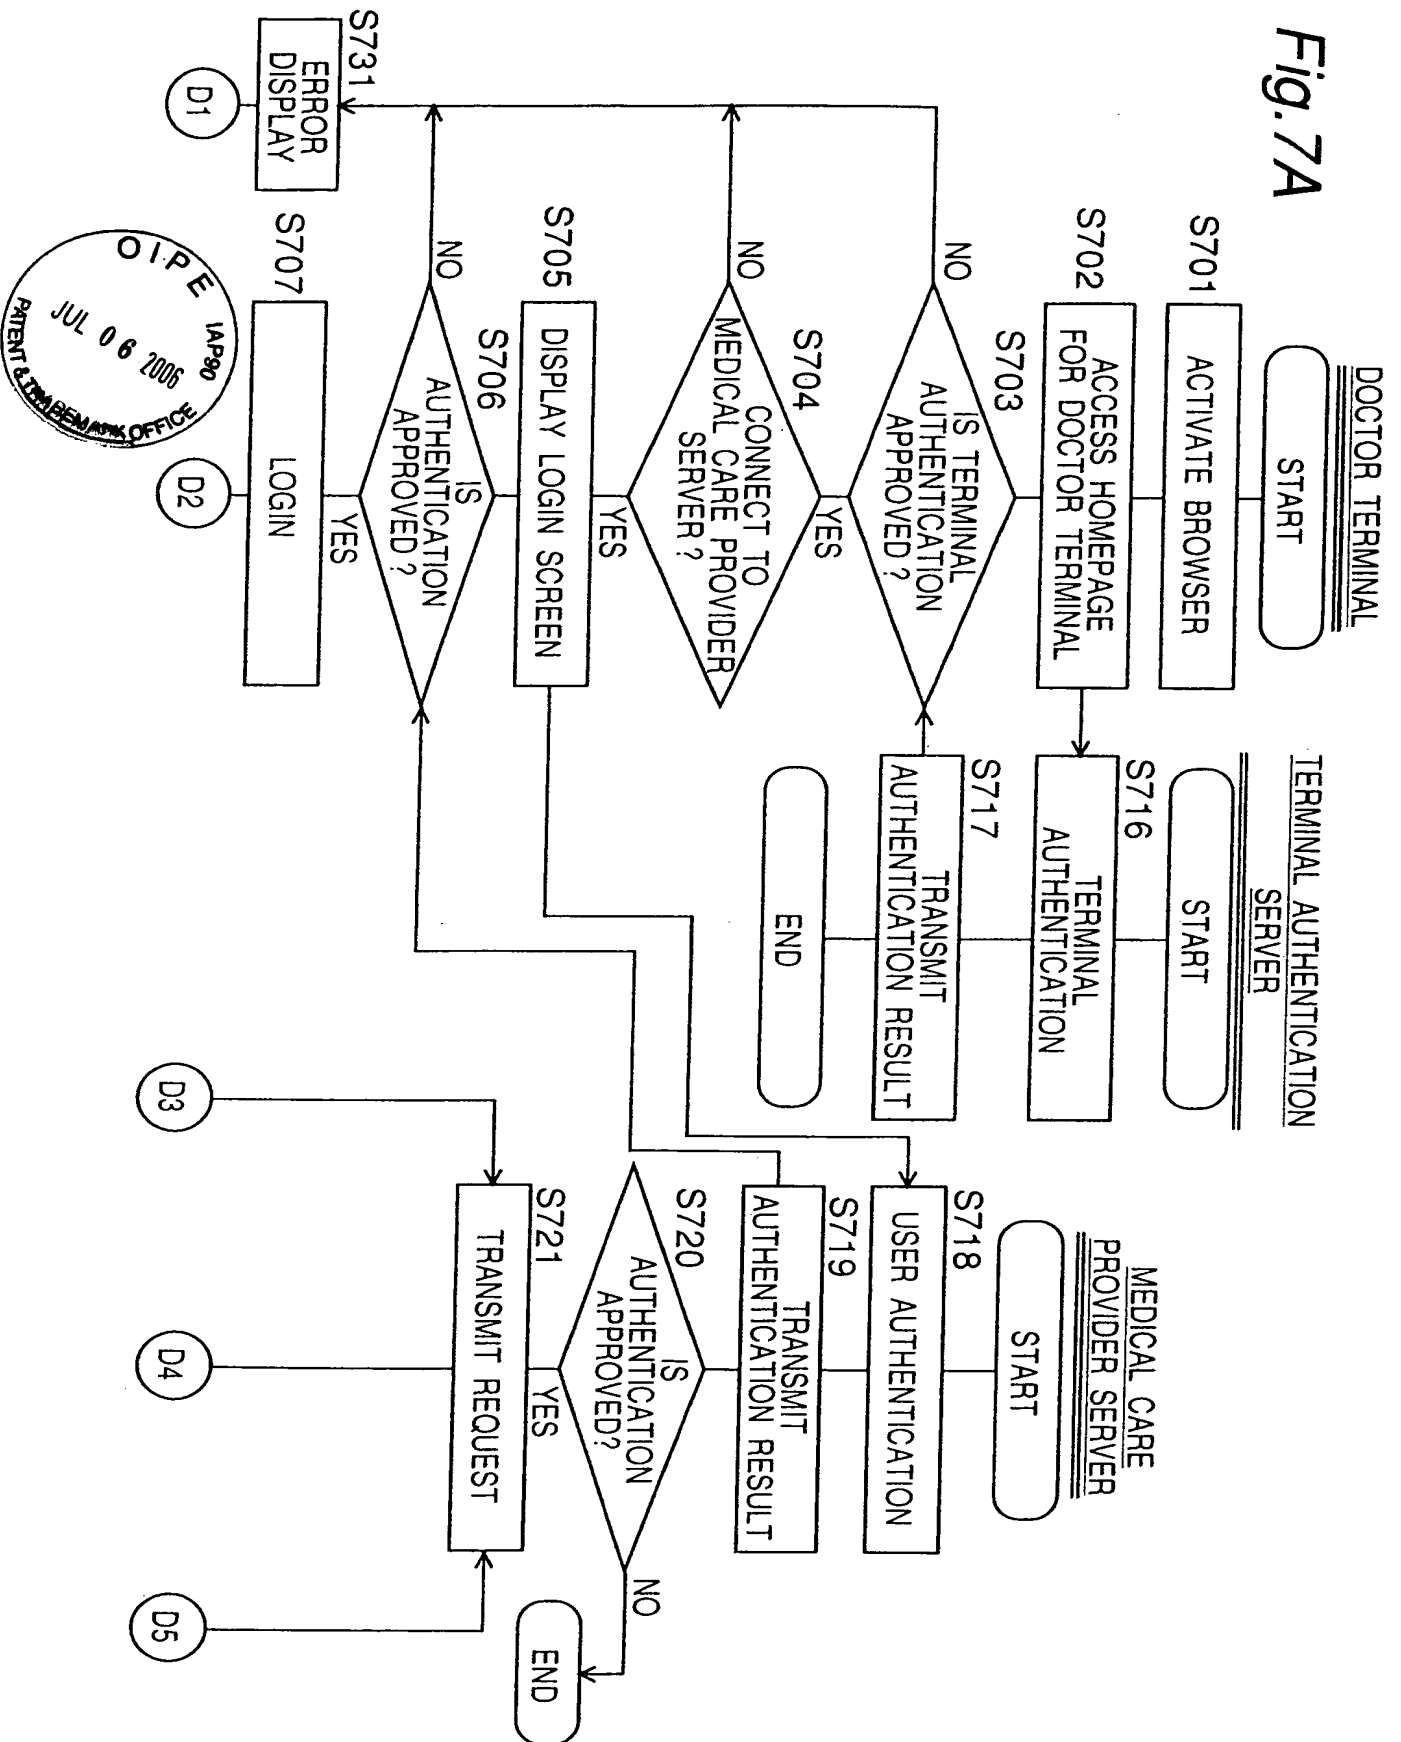 Fig.7A
DOCTOR TERMINAL
START
S701
ACTIVATE BROWSER
S702
ACCESS HOMEPAGE
FOR DOCTOR TERMINAL
S703
IS TERMINAL
AUTHENTICATION
APPROVED?
NO
YES
S704
CONNECT TO
MEDICAL CARE PROVIDER
SERVER?
NO
YES
S705
DISPLAY LOGIN SCREEN
S706
IS
AUTHENTICATION
APPROVED?
NO
YES
S707
LOGIN
D2
S731
ERROR
DISPLAY
D1
TERMINAL AUTHENTICATION
SERVER
START
S716
TERMINAL
AUTHENTICATION
S717
TRANSMIT
AUTHENTICATION RESULT
END
MEDICAL CARE
PROVIDER SERVER
START
S718
USER AUTHENTICATION
S719
TRANSMIT
AUTHENTICATION RESULT
S720
IS
AUTHENTICATION
APPROVED?
NO
END
YES
S721
TRANSMIT REQUEST
D3
D4
D5
OIPE IAP90
JUL 06 2006
PATENT & TRADEMARK OFFICE